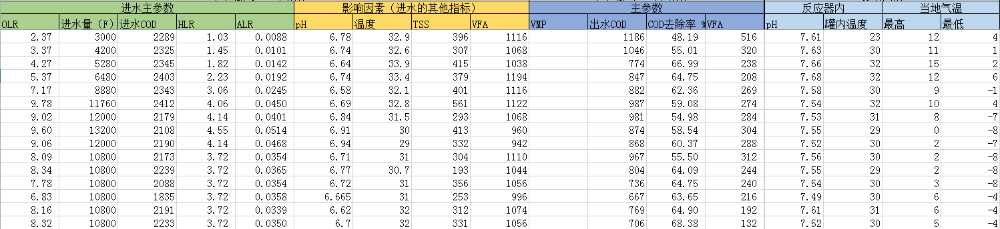 进水主参数 影响因素（进水的其他指标） 主参数 反应器内 当地气温
OLR 进水量（F） 进水COD HLR ALR pH 温度 TSS VFA VMP 出水COD COD去除率 % VFA pH 罐内温度 最高 最低
2.37 3000 2289 1.03 0.0088 6.78 32.9 396 1116 1186 48.19 516 7.61 23 12 4
3.37 4200 2325 1.45 0.0101 6.74 32.6 307 1068 1046 55.01 320 7.63 30 11 1
4.27 5280 2345 1.82 0.0142 6.64 33.9 415 1038 774 66.99 238 7.66 32 15 2
5.37 6480 2403 2.23 0.0192 6.74 33.4 379 1194 847 64.75 208 7.68 32 12 6
7.17 8880 2343 3.06 0.0245 6.58 32.1 401 1116 882 62.36 269 7.58 30 9 -1
9.78 11760 2412 4.06 0.0450 6.69 32.8 561 1122 987 59.08 274 7.54 32 10 4
9.02 12000 2179 4.14 0.0401 6.84 31.5 293 1068 981 54.98 284 7.53 31 8 -7
9.60 13200 2108 4.55 0.0514 6.91 30 413 960 874 58.54 304 7.55 29 0 -8
9.06 12000 2190 4.14 0.0468 6.94 29 332 942 868 60.37 288 7.52 30 2 -7
8.09 10800 2173 3.72 0.0354 6.71 31 304 1110 967 55.50 312 7.56 30 2 -8
8.34 10800 2239 3.72 0.0365 6.77 30.7 193 1044 804 64.09 244 7.55 29 2 -8
7.78 10800 2088 3.72 0.0354 6.72 31 356 1056 736 64.75 240 7.54 30 3 -8
6.83 10800 1835 3.72 0.0358 6.665 31 253 996 667 63.65 216 7.49 30 6 -4
8.16 10800 2191 3.72 0.0339 6.62 32 312 1074 769 64.90 192 7.61 31 6 -4
8.32 10800 2233 3.72 0.0350 6.7 32 331 1056 706 68.38 132 7.52 30 5 -4